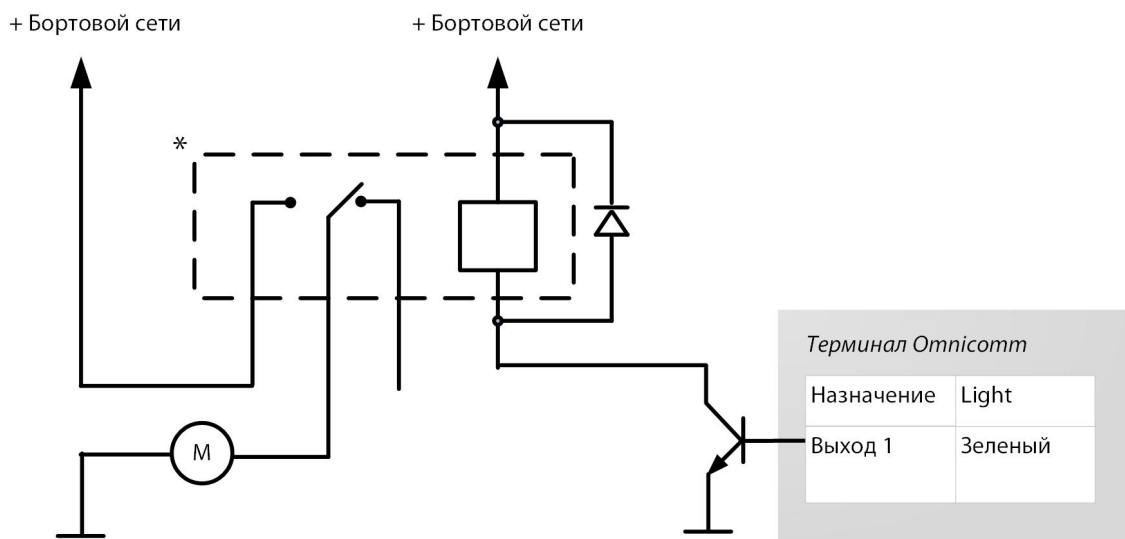 + Бортовой сети
+ Бортовой сети
*
М
Терминал Omnicomm
Назначение Light
Выход 1 Зеленый